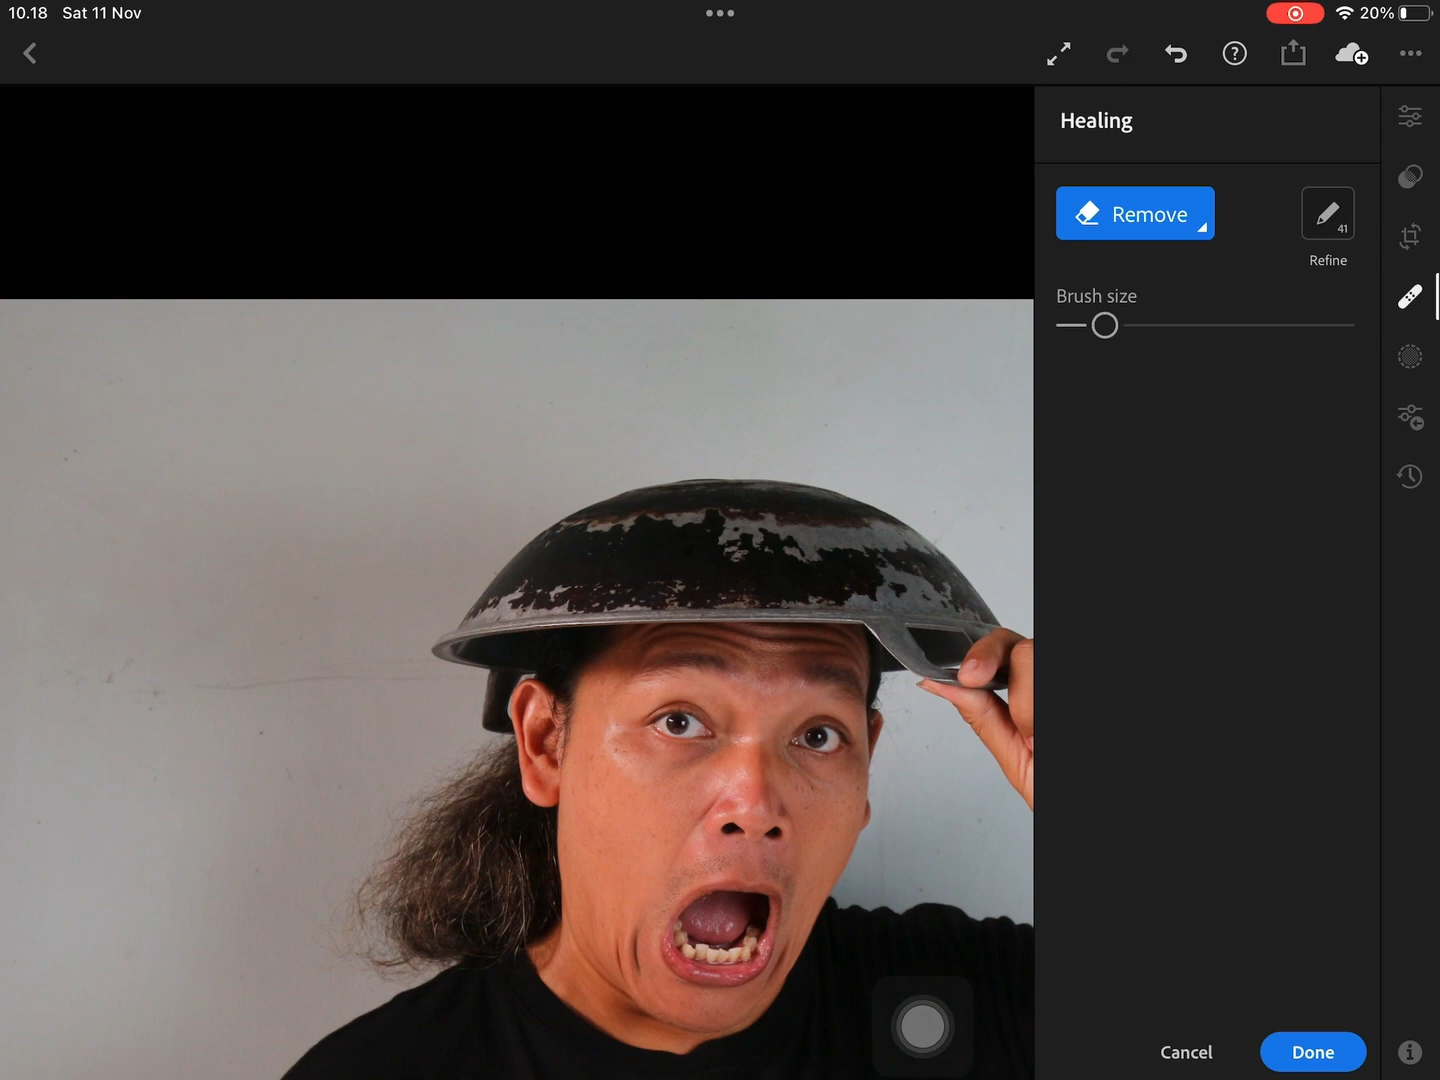 10.18 Sat 11 Nov
20%
Healing
Remove
41
Refine
Brush size
Cancel
Done